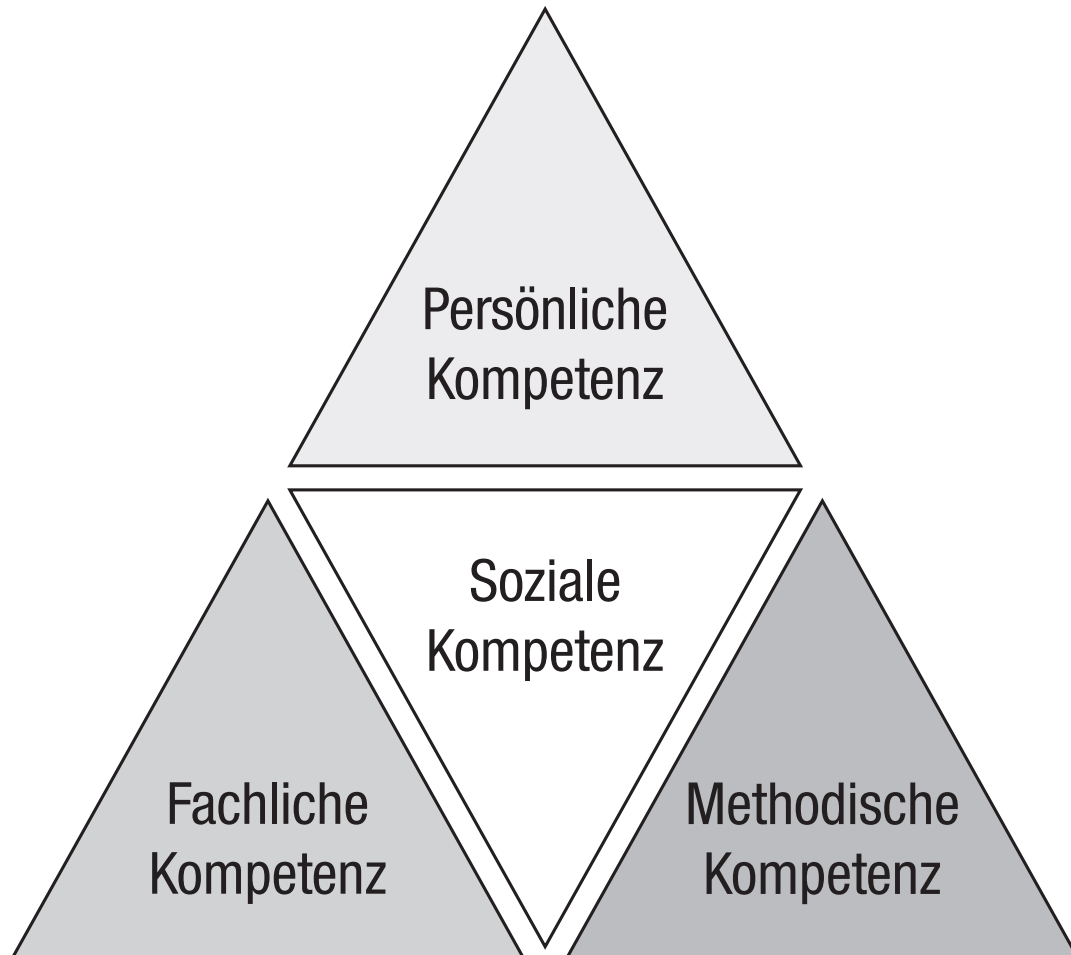 Persönliche
Kompetenz
Soziale
Kompetenz
Fachliche
Kompetenz
Methodische
Kompetenz